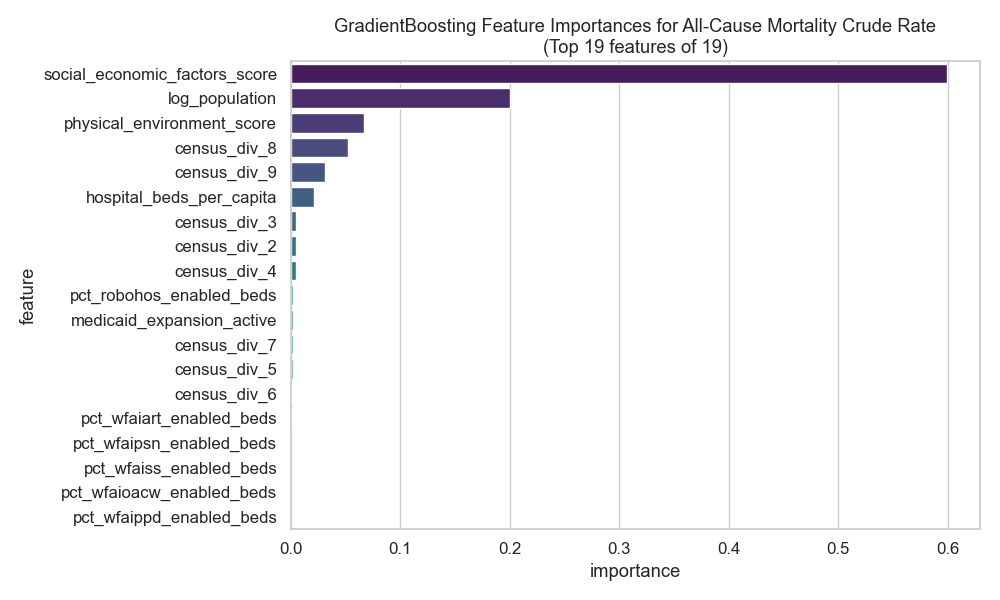 GradientBoosting Feature Importances for All-Cause Mortality Crude Rate
(Top 19 features of 19)
social_economic_factors_score
log_population
physical_environment_score
census_div_8
census_div_9
hospital_beds_per_capita
census_div_3
census_div_2
census_div_4
pct_robohos_enabled_beds
medicaid_expansion_active
census_div_7
census_div_5
census_div_6
pct_wfaiart_enabled_beds
pct_wfaipsn_enabled_beds
pct_wfaiss_enabled_beds
pct_wfaioacw_enabled_beds
pct_wfaippd_enabled_beds
feature
0.0 0.1 0.2 0.3 0.4 0.5 0.6
importance